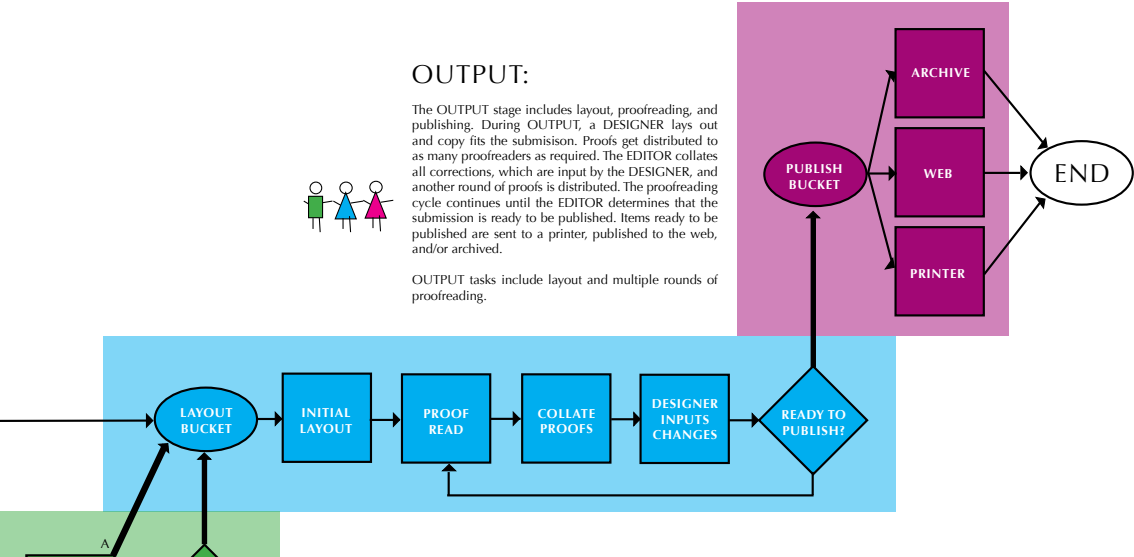 OUTPUT:
The OUTPUT stage includes layout, proofreading, and
publishing. During OUTPUT, a DESIGNER lays out
and copy fits the submisison. Proofs get distributed to
as many proofreaders as required. The EDITOR collates
all corrections, which are input by the DESIGNER, and
another round of proofs is distributed. The proofreading
cycle continues until the EDITOR determines that the
submission is ready to be published. Items ready to be
published are sent to a printer, published to the web,
and/or archived.
OUTPUT tasks include layout and multiple rounds of
proofreading.
ARCHIVE
PUBLISH
BUCKET
WEB
END
PRINTER
LAYOUT
BUCKET
INITIAL
LAYOUT
PROOF
READ
COLLATE
PROOFS
DESIGNER
INPUTS
CHANGES
READY TO
PUBLISH?
A